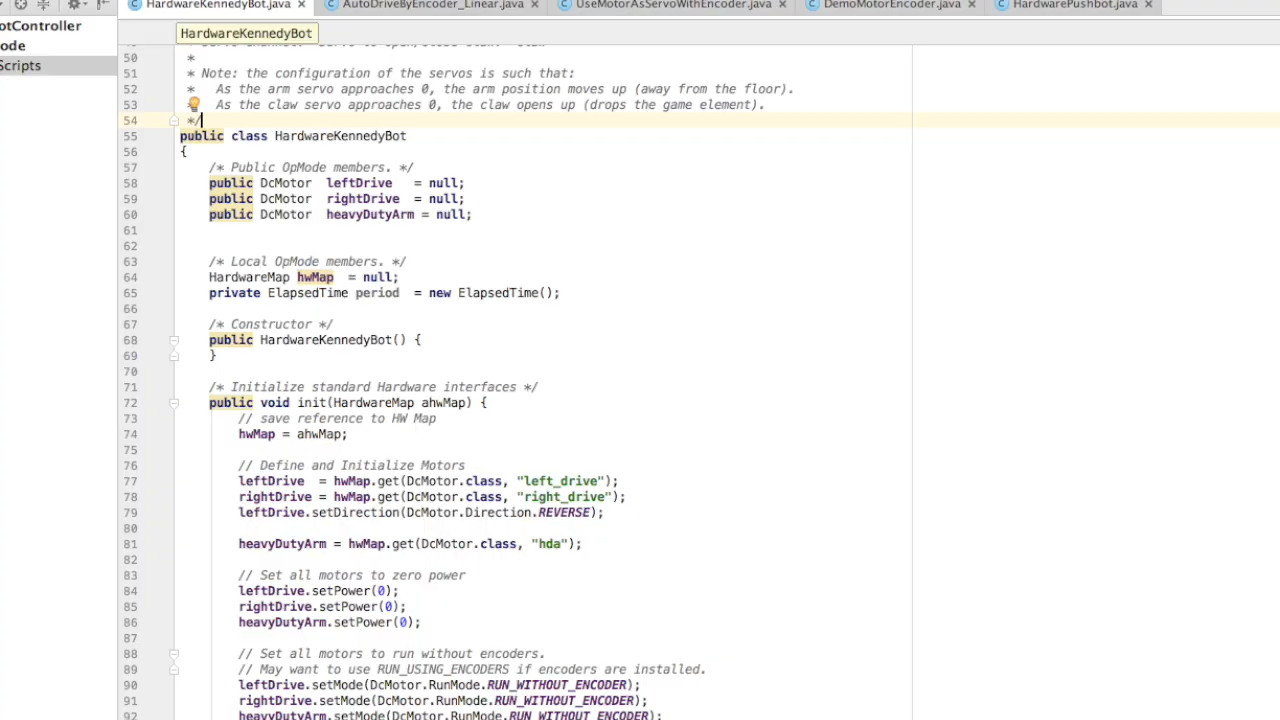 HardwareKennedyBot.java × AutoDriveByEncoder_Linear.java × UseMotorAsServoWithEncoder.java × DemoMotorEncoder.java × HardwarePushbot.java ×
otController
ode
Scripts
HardwareKennedyBot
50 *
51 * Note: the configuration of the servos is such that:
52 *   As the arm servo approaches 0, the arm position moves up (away from the floor).
53 *   As the claw servo approaches 0, the claw opens up (drops the game element).
54 */
55 public class HardwareKennedyBot
56 {
57     /* Public OpMode members. */
58     public DcMotor  leftDrive   = null;
59     public DcMotor  rightDrive  = null;
60     public DcMotor  heavyDutyArm = null;
61
62
63     /* Local OpMode members. */
64     HardwareMap hwMap  = null;
65     private ElapsedTime period  = new ElapsedTime();
66
67     /* Constructor */
68     public HardwareKennedyBot() {
69     }
70
71     /* Initialize standard Hardware interfaces */
72     public void init(HardwareMap ahwMap) {
73         // save reference to HW Map
74         hwMap = ahwMap;
75
76         // Define and Initialize Motors
77         leftDrive  = hwMap.get(DcMotor.class, "left_drive");
78         rightDrive = hwMap.get(DcMotor.class, "right_drive");
79         leftDrive.setDirection(DcMotor.Direction.REVERSE);
80
81         heavyDutyArm = hwMap.get(DcMotor.class, "hda");
82
83         // Set all motors to zero power
84         leftDrive.setPower(0);
85         rightDrive.setPower(0);
86         heavyDutyArm.setPower(0);
87
88         // Set all motors to run without encoders.
89         // May want to use RUN_USING_ENCODERS if encoders are installed.
90         leftDrive.setMode(DcMotor.RunMode.RUN_WITHOUT_ENCODER);
91         rightDrive.setMode(DcMotor.RunMode.RUN_WITHOUT_ENCODER);
92         heavyDutyArm.setMode(DcMotor.RunMode.RUN_WITHOUT_ENCODER);